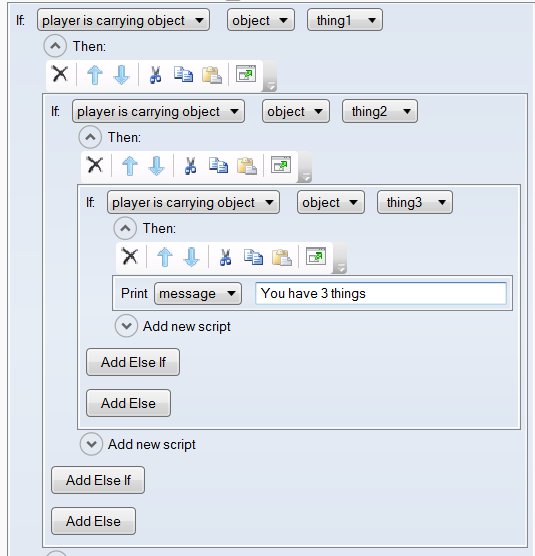 If: player is carrying object object thing1
Then:
If: player is carrying object object thing2
Then:
If: player is carrying object object thing3
Then:
Print message You have 3 things
Add new script
Add Else If
Add Else
Add new script
Add Else If
Add Else